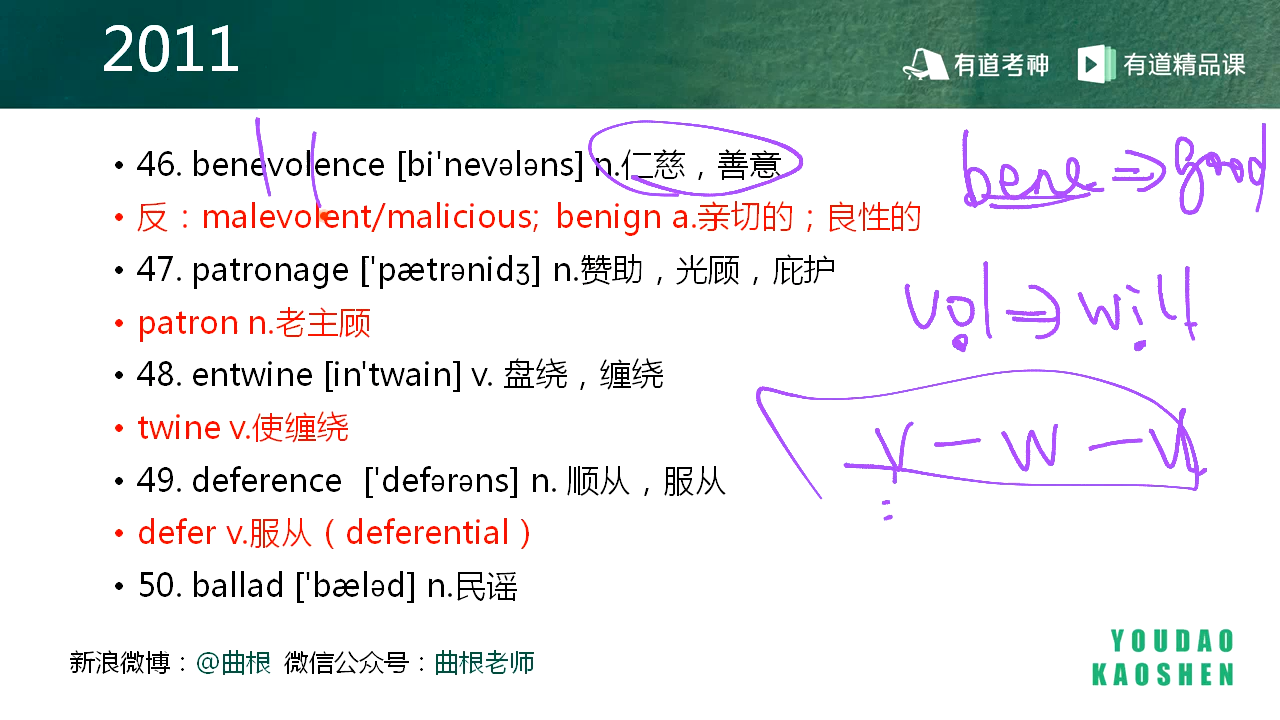 2011
有道考神
有道精品课
• 46. benevolence [bi'nevələns] n.仁慈，善意
• 反：malevolent/malicious; benign a.亲切的；良性的
• 47. patronage ['pætrənidʒ] n.赞助，光顾，庇护
• patron n.老主顾
• 48. entwine [in'twain] v. 盘绕，缠绕
• twine v.使缠绕
• 49. deference ['defərəns] n. 顺从，服从
• defer v.服从（deferential）
• 50. ballad ['bæləd] n.民谣
bene ⇒ good
vol ⇒ will
V - W - U
新浪微博：@曲根 微信公众号：曲根老师
YOUDAO
KAOSHEN